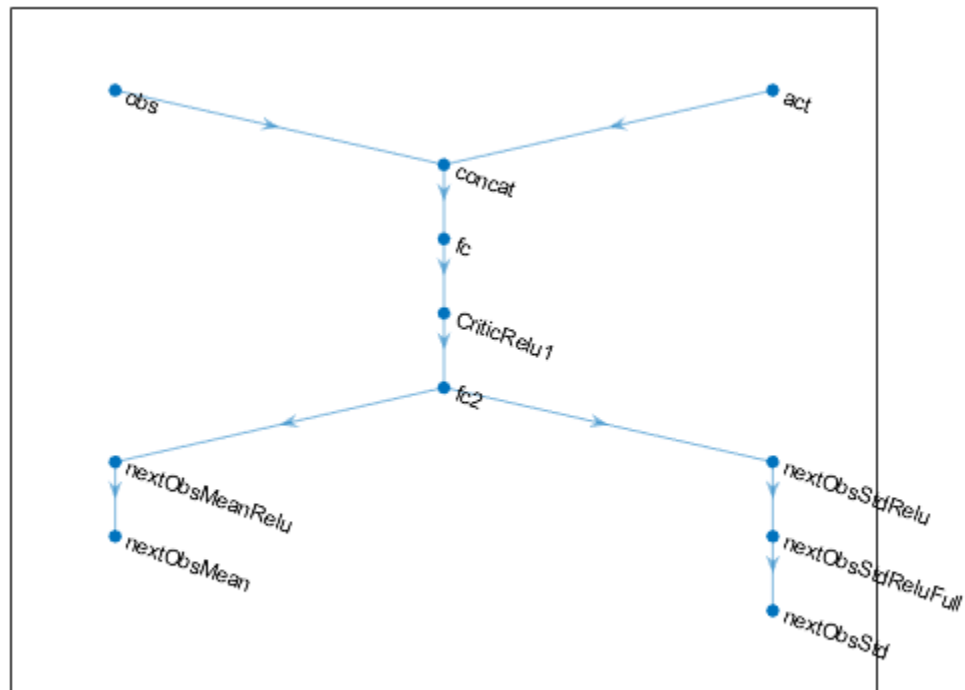 obs
act
concat
fc
CriticRelu1
fc2
nextObsMeanRelu
nextObsStdRelu
nextObsMean
nextObsStdReluFull
nextObsStd